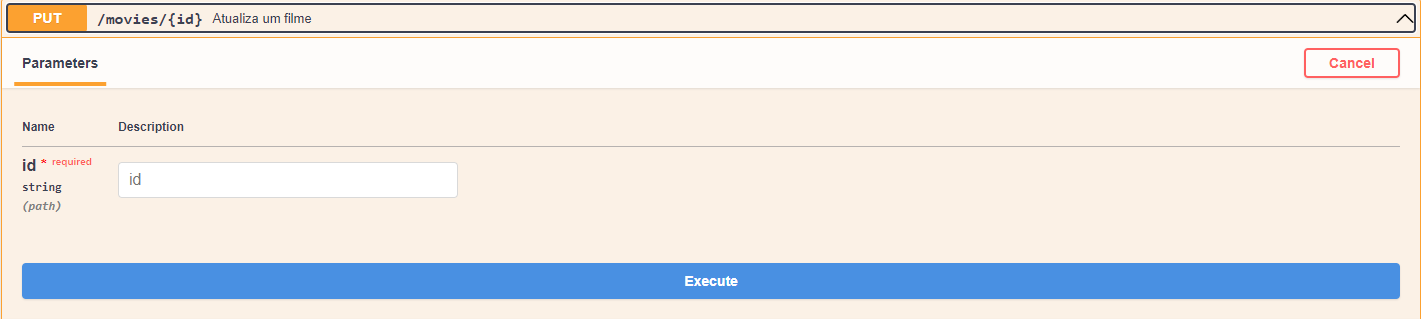 PUT /movies/{id} Atualiza um filme
Parameters Cancel
Name Description
id * required
string
(path)
id
Execute